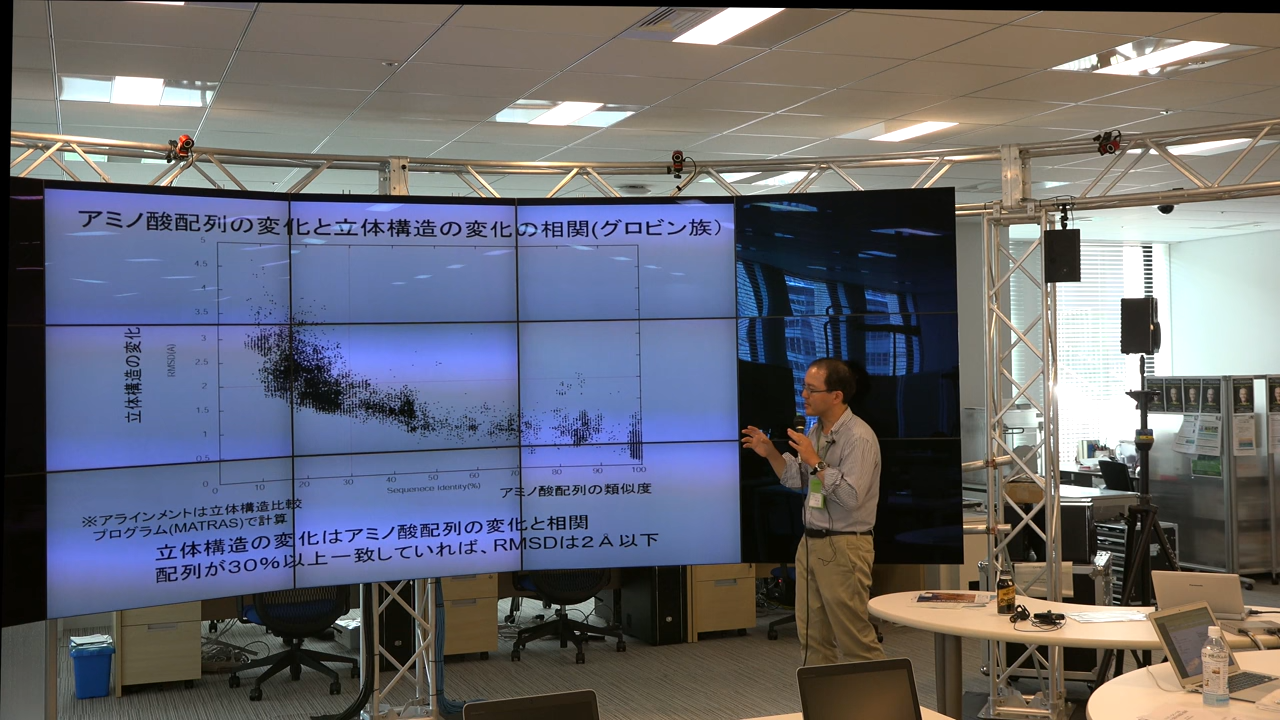 アミノ酸配列の変化と立体構造の変化の相関(グロビン族)
5
4.5
4
3.5
3
2.5
2
1.5
1
0.5
0
立体構造の変化
RMSD(A)
10 20 30 40 50 60 70 80 90 100
Sequenece Identity(%)
アミノ酸配列の類似度
※アラインメントは立体構造比較
プログラム(MATRAS)で計算
立体構造の変化はアミノ酸配列の変化と相関
配列が30%以上一致していれば、RMSDは2Å以下